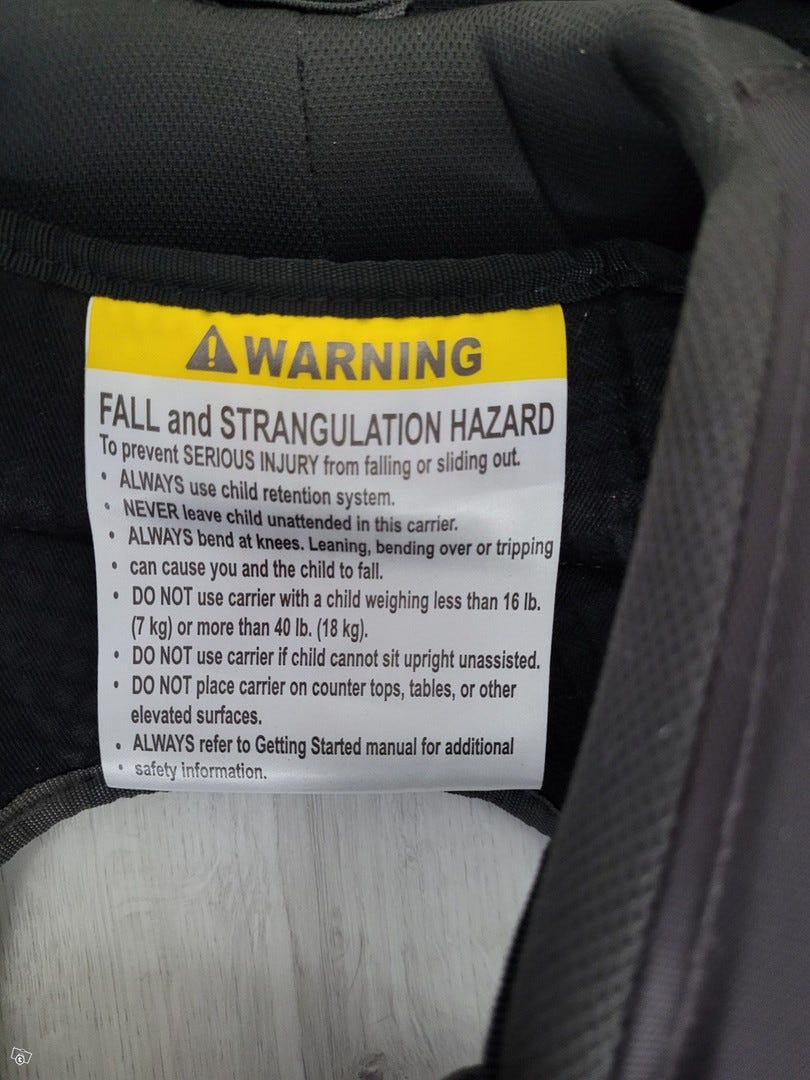 WARNING
FALL and STRANGULATION HAZARD
To prevent SERIOUS INJURY from falling or sliding out.
• ALWAYS use child retention system.
• NEVER leave child unattended in this carrier.
• ALWAYS bend at knees. Leaning, bending over or tripping
• can cause you and the child to fall.
• DO NOT use carrier with a child weighing less than 16 lb.
(7 kg) or more than 40 lb. (18 kg).
• DO NOT use carrier if child cannot sit upright unassisted.
• DO NOT place carrier on counter tops, tables, or other
elevated surfaces.
• ALWAYS refer to Getting Started manual for additional
• safety information.